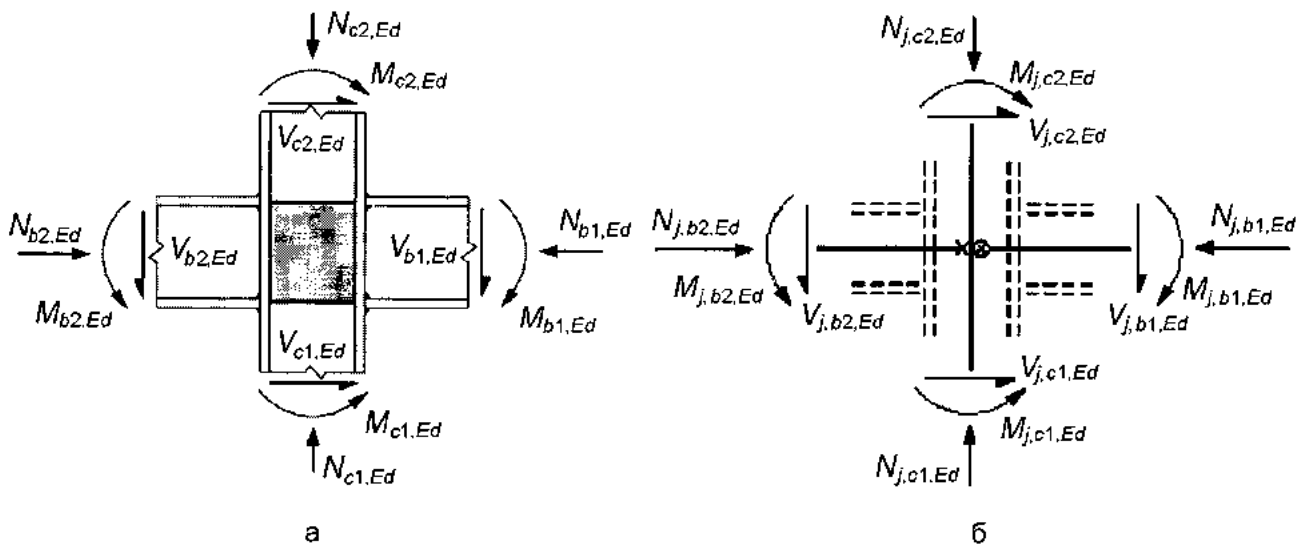 N_{c2,Ed}
M_{c2,Ed}
V_{c2,Ed}
N_{b2,Ed}
V_{b2,Ed}
M_{b2,Ed}
V_{b1,Ed}
N_{b1,Ed}
M_{b1,Ed}
V_{c1,Ed}
M_{c1,Ed}
N_{c1,Ed}
а
N_{j,c2,Ed}
M_{j,c2,Ed}
V_{j,c2,Ed}
N_{j,b2,Ed}
M_{j,b2,Ed}
V_{j,b2,Ed}
N_{j,b1,Ed}
M_{j,b1,Ed}
V_{j,b1,Ed}
V_{j,c1,Ed}
M_{j,c1,Ed}
N_{j,c1,Ed}
б